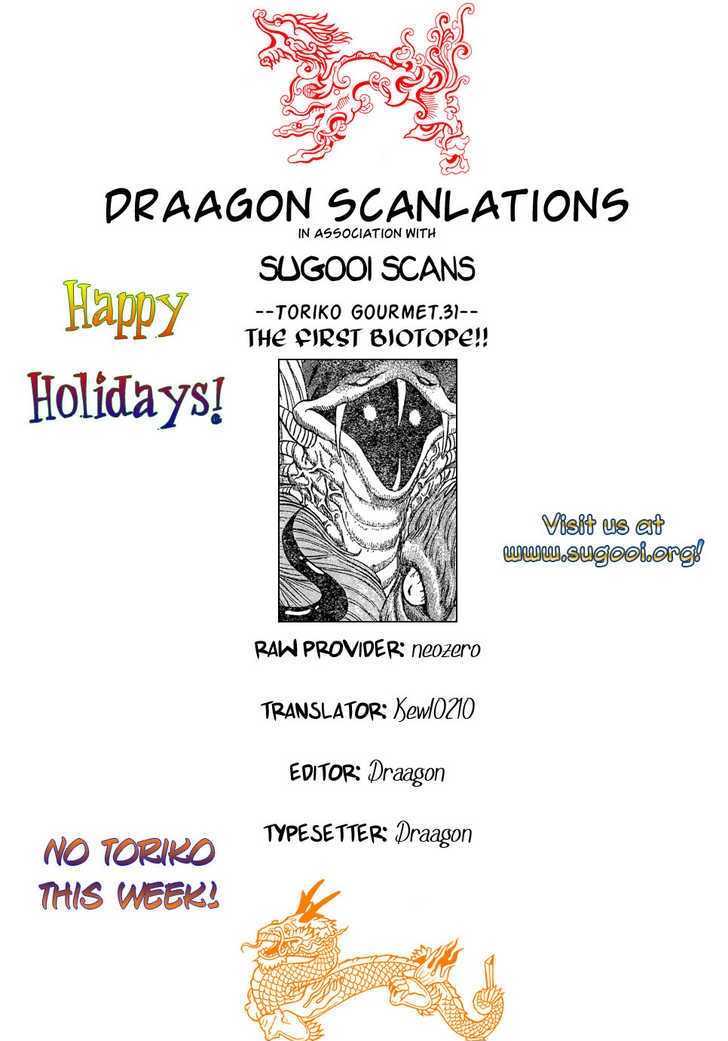 DRAAGON SCANLATIONS
IN ASSOCIATION WITH
SUGOOI SCANS
Happy
Holidays!
--TORIKO GOURMET.31--
THE FIRST BIOTOPE!!
Visit us at
www.sugooi.org!
RAW PROVIDER: neozero
TRANSLATOR: Kew10210
EDITOR: Draagon
TYPESETTER: Draagon
NO TORIKO
THIS WEEK!